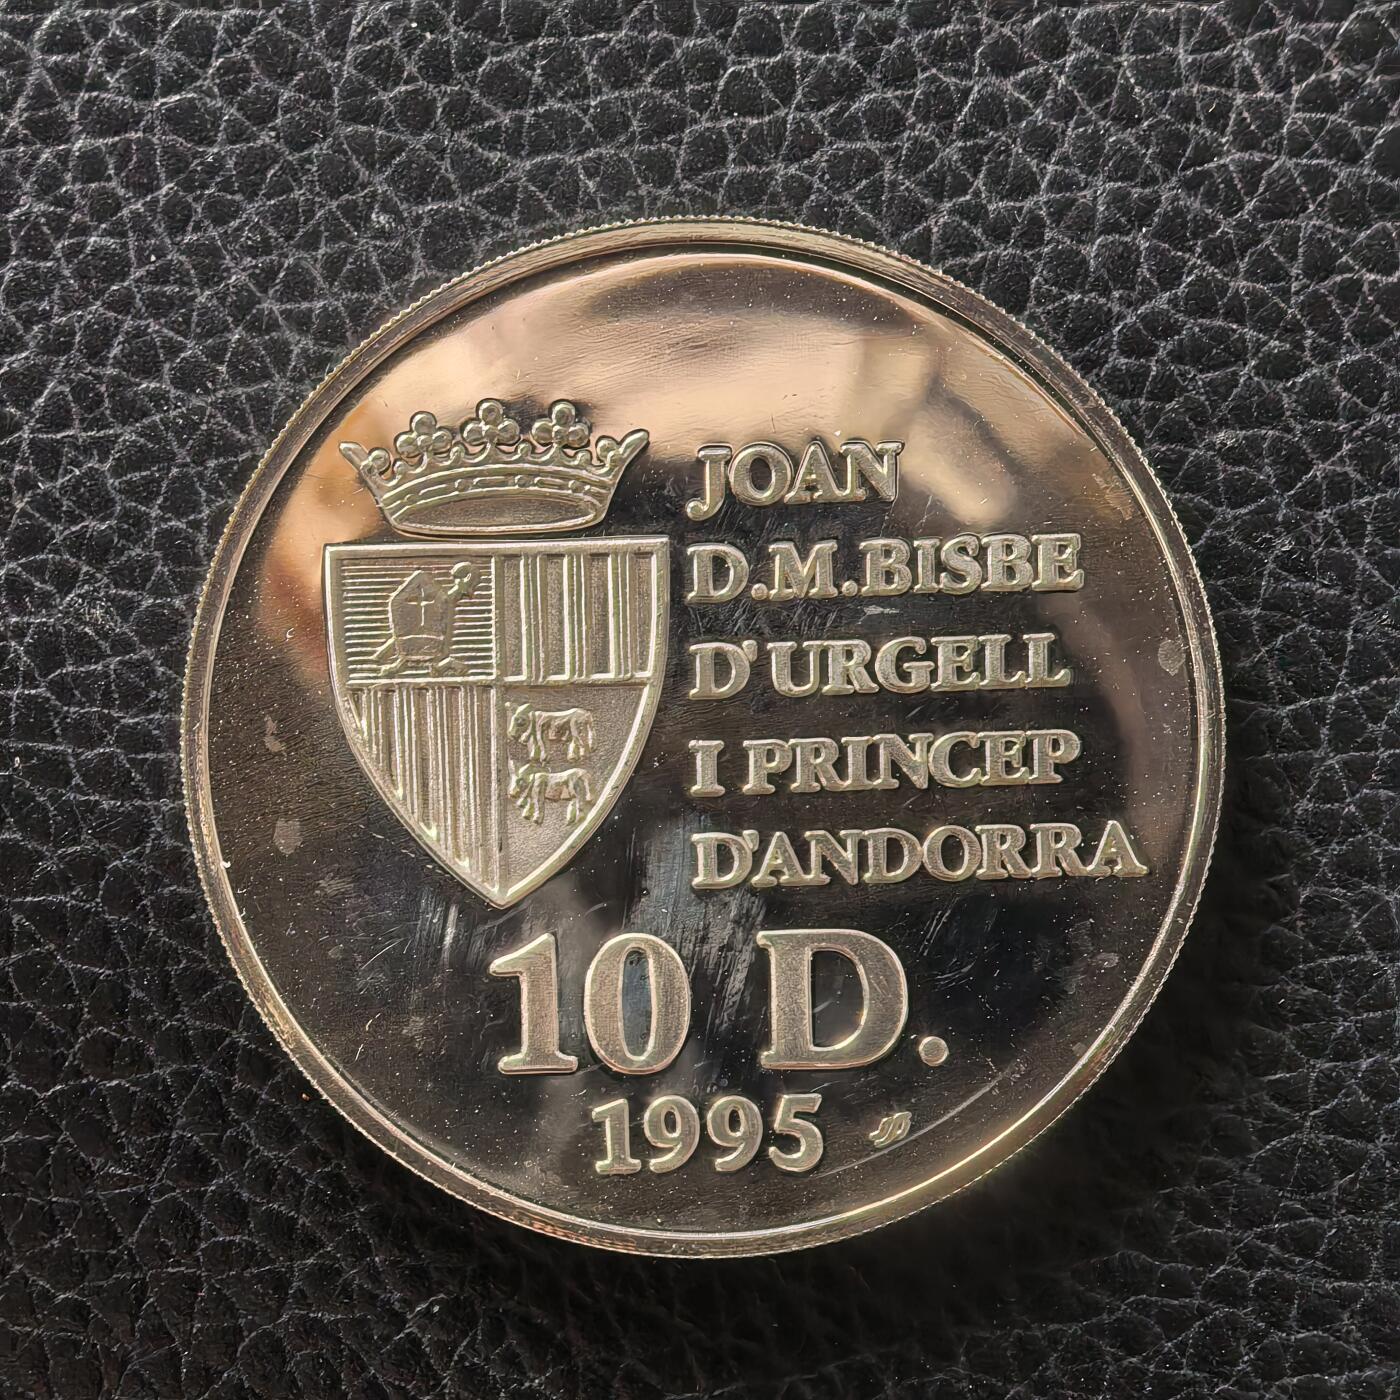 JOAN
D.M.BISBE
D'URGELL
I PRINCEP
D'ANDORRA
10 D.
1995